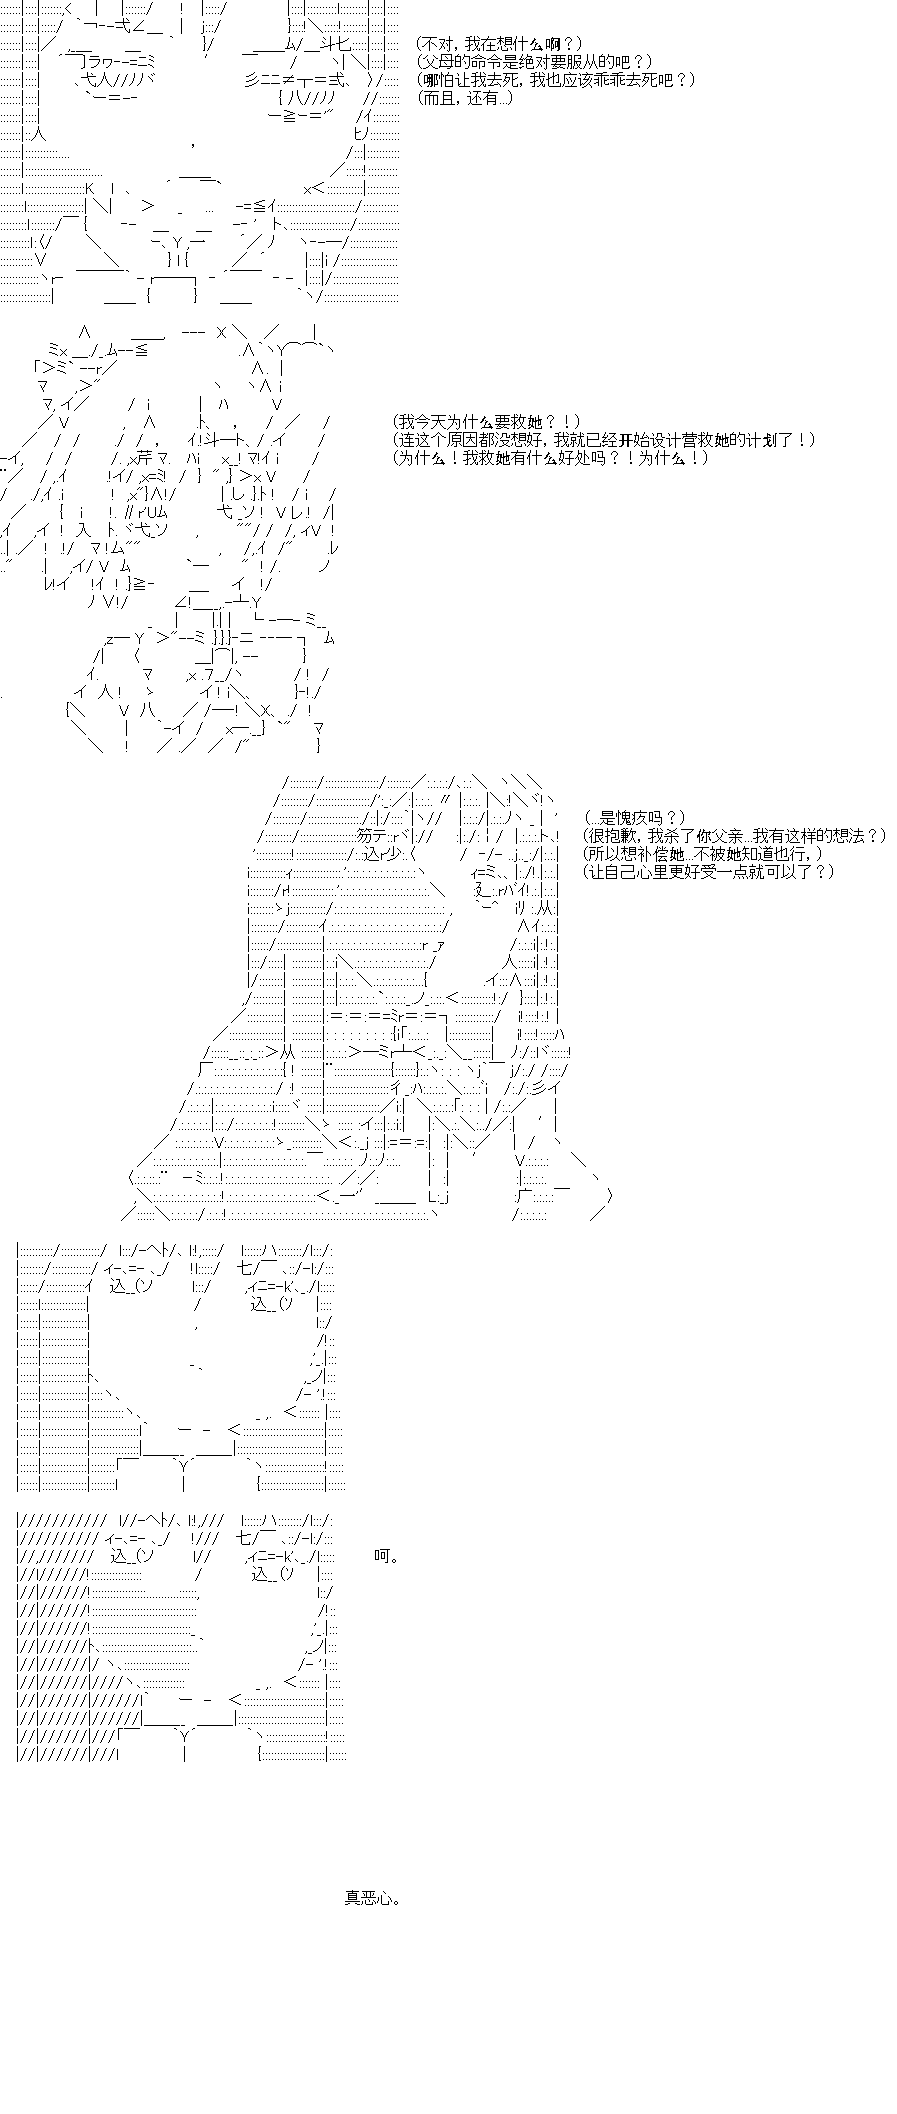 （不对，我在想什么啊？）
（父母的命令是绝对要服从的吧？）
（哪怕让我去死，我也应该乖乖去死吧？）
（而且，还有...）
（我今天为什么要救她？！）
（连这个原因都没想好，我就已经开始设计营救她的计划了！）
（为什么！我救她有什么好处吗？！为什么！）
（...是愧疚吗？）
（很抱歉，我杀了你父亲...我有这样的想法？）
（所以想补偿她...不被她知道也行，）
（让自己心里更好受一点就可以了？）
呵。
真恶心。